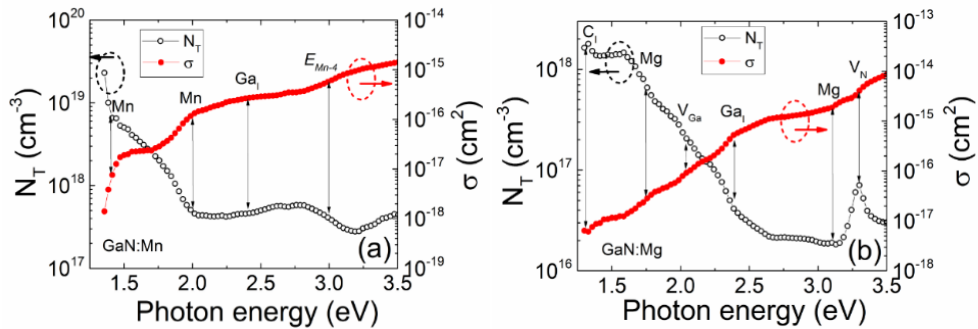 10^20
10^19
10^18
10^17
N_T (cm^-3)
N_T
σ
Mn
Mn
Ga_I
E_Mn-4
GaN:Mn
(a)
10^-14
10^-15
10^-16
10^-17
10^-18
10^-19
σ (cm^2)
1.5 2.0 2.5 3.0 3.5
Photon energy (eV)
10^18
10^17
10^16
N_T (cm^-3)
C_I
Mg
N_T
σ
V_Ga
Ga_I
Mg
V_N
GaN:Mg
(b)
10^-13
10^-14
10^-15
10^-16
10^-17
10^-18
σ (cm^2)
1.5 2.0 2.5 3.0 3.5
Photon energy (eV)